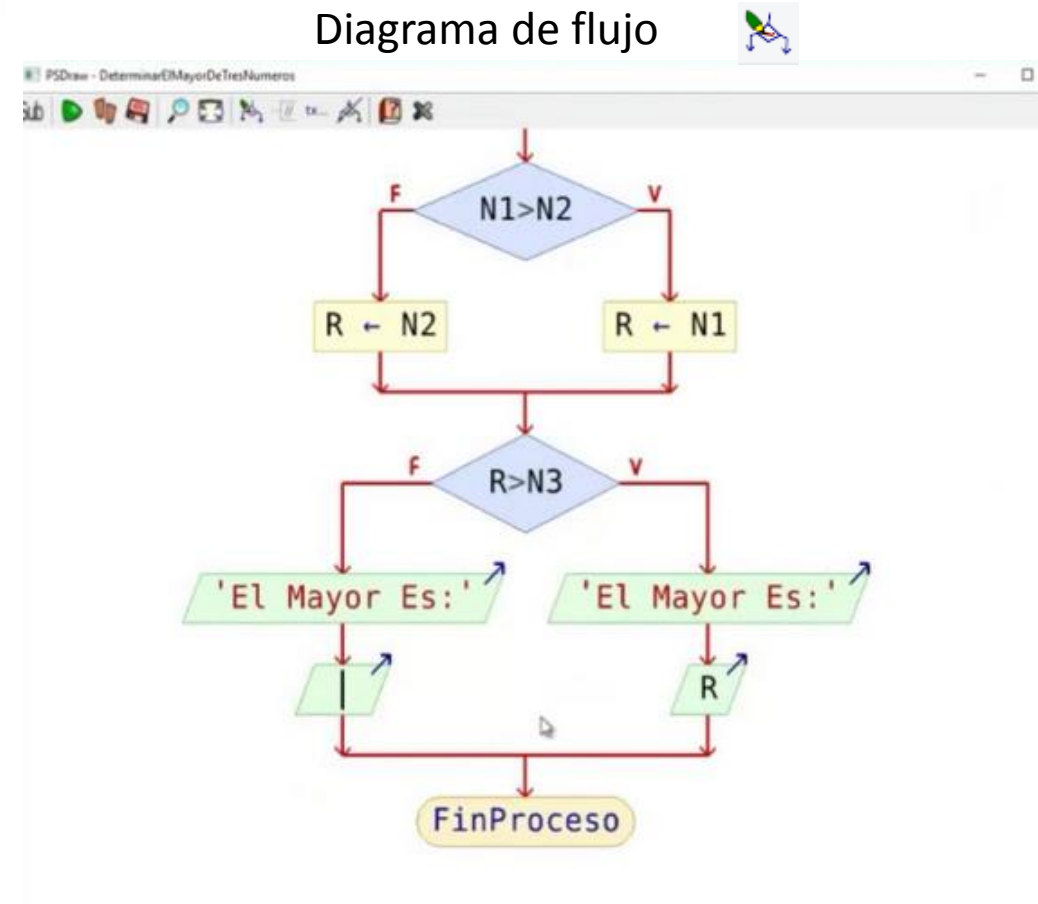 Diagrama de flujo
PSDraw - DeterminarElMayorDeTresNumeros
F
N1>N2
V
R ← N2
R ← N1
F
R>N3
V
'El Mayor Es:'
'El Mayor Es:'
R
FinProceso